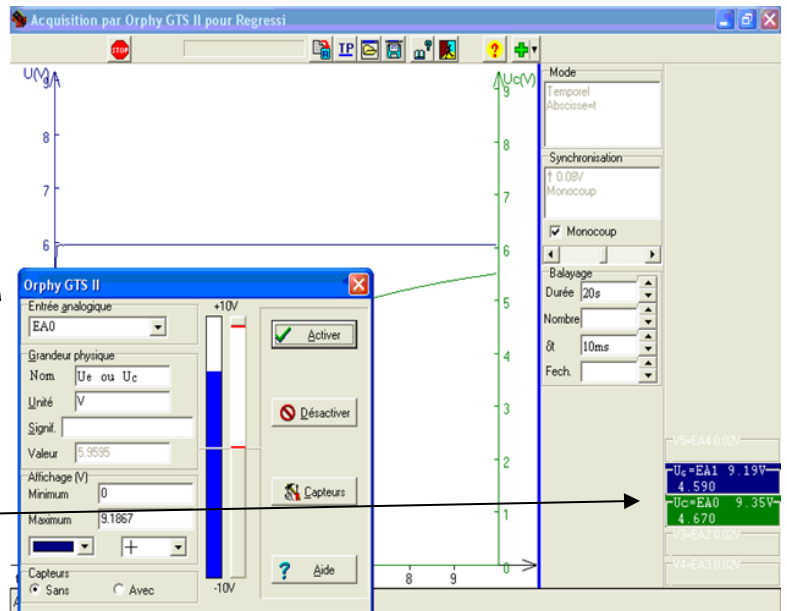 Acquisition par Orphy GTS II pour Regressi
STOP
IP
?
U(V)
9
8
7
6
Uc(V)
9
8
7
6
5
4
3
2
1
0
8 9
Mode
Temporel
Abscisse=t
Synchronisation
↑ 0.08V
Monocoup
Monocoup
Balayage
Durée 20s
Nombre
δt 10ms
Fech.
V5=EA4 0.02V
=EA1 9.19V
4.590
Uc=EA0 9.35V
4.670
V3=EA2 0.02V
V4=EA3 0.02V
Orphy GTS II
Entrée analogique
EA0
Grandeur physique
Nom Ue ou Uc
Unité V
Signif.
Valeur 5.9595
Affichage (V)
Minimum 0
Maximum 9.1867
Capteurs
Sans Avec
+10V
-10V
Activer
Désactiver
Capteurs
? Aide